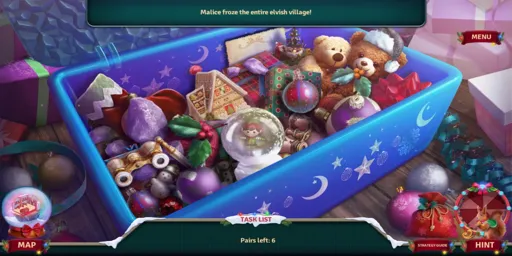 Malice froze the entire elvish village!
MENU
TASK LIST
Pairs left: 6
MAP
STRATEGY GUIDE
HINT